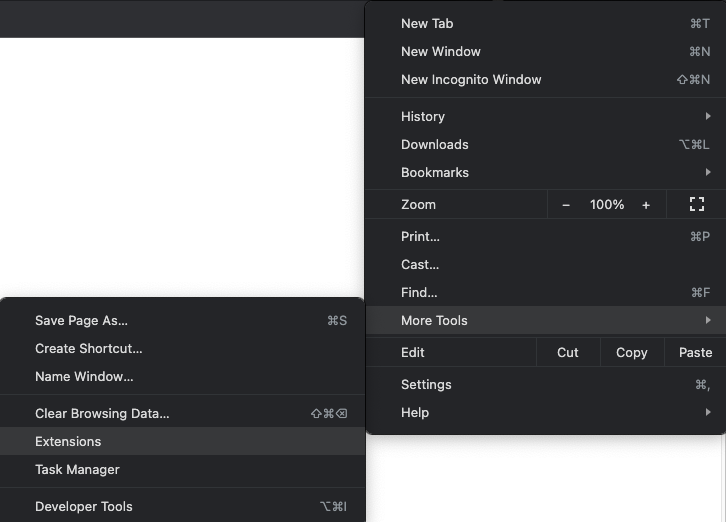 New Tab ⌘T
New Window ⌘N
New Incognito Window ⇧⌘N
History
Downloads ⌥⌘L
Bookmarks
Zoom − 100% +
Print... ⌘P
Cast...
Find... ⌘F
More Tools
Edit Cut Copy Paste
Settings ⌘,
Help
Save Page As... ⌘S
Create Shortcut...
Name Window...
Clear Browsing Data... ⇧⌘⌫
Extensions
Task Manager
Developer Tools ⌥⌘I